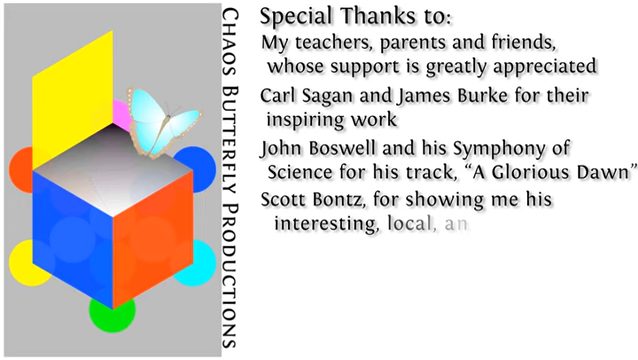 CHAOS BUTTERFLY PRODUCTIONS
Special Thanks to:
My teachers, parents and friends,
whose support is greatly appreciated
Carl Sagan and James Burke for their
inspiring work
John Boswell and his Symphony of
Science for his track, “A Glorious Dawn”
Scott Bontz, for showing me his
interesting, local, an